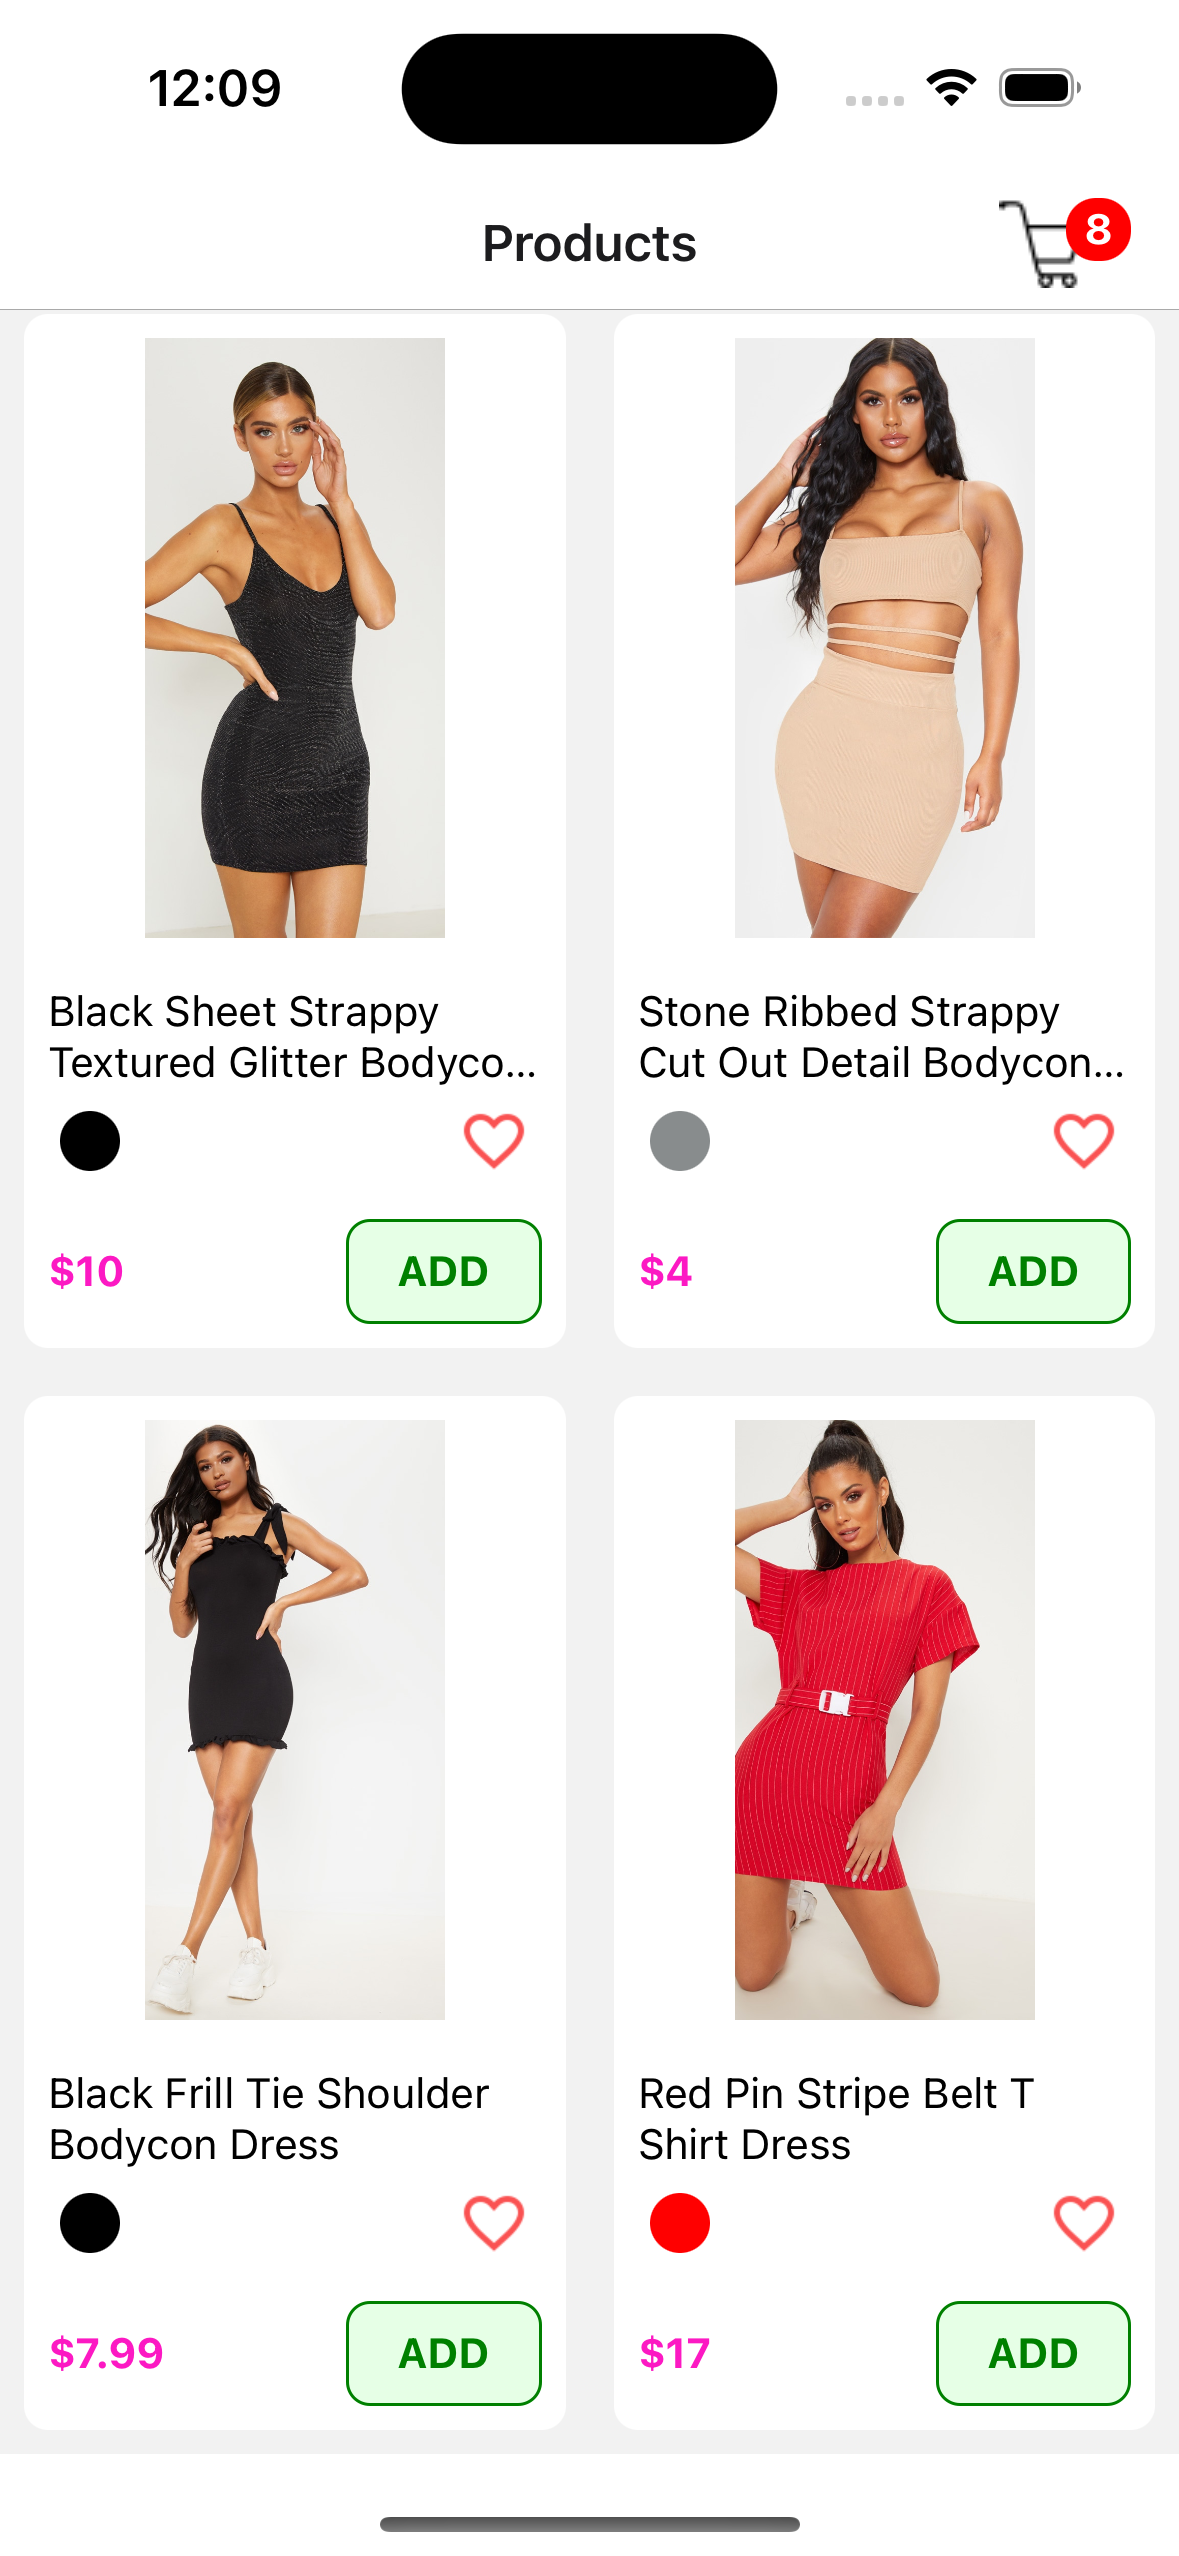 12:09
Products
8
Black Sheet Strappy
Textured Glitter Bodyco...
$10
ADD
Stone Ribbed Strappy
Cut Out Detail Bodycon...
$4
ADD
Black Frill Tie Shoulder
Bodycon Dress
$7.99
ADD
Red Pin Stripe Belt T
Shirt Dress
$17
ADD